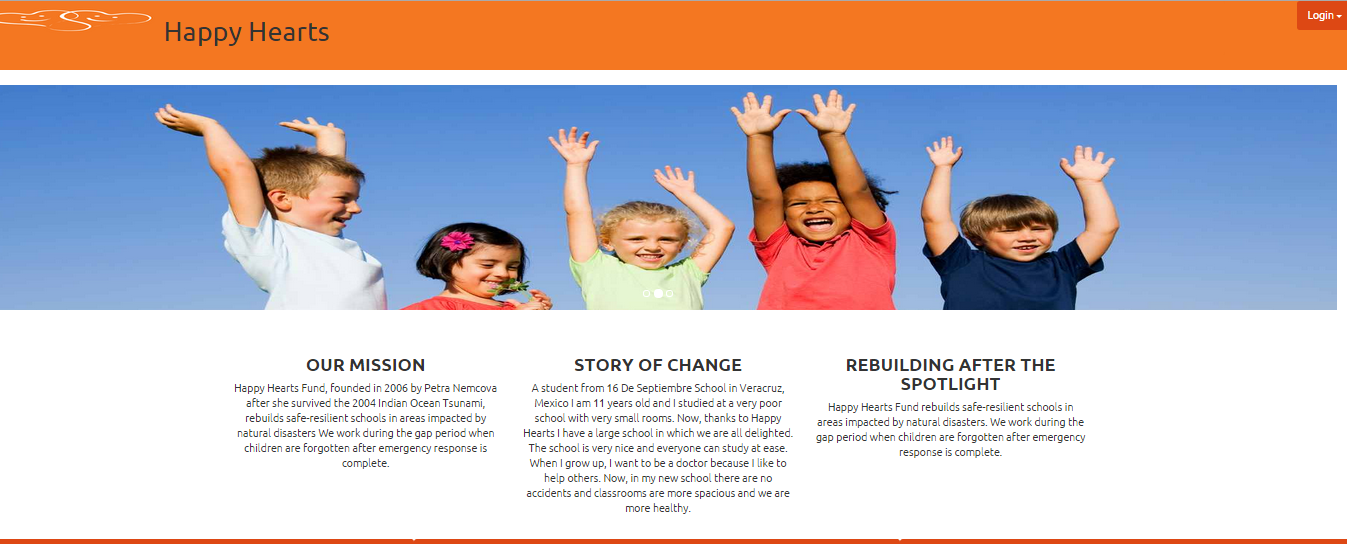 Happy Hearts
Login
OUR MISSION
Happy Hearts Fund, founded in 2006 by Petra Nemcova
after she survived the 2004 Indian Ocean Tsunami,
rebuilds safe-resilient schools in areas impacted by
natural disasters We work during the gap period when
children are forgotten after emergency response is
complete.
STORY OF CHANGE
A student from 16 De Septiembre School in Veracruz,
Mexico I am 11 years old and I studied at a very poor
school with very small rooms. Now, thanks to Happy
Hearts I have a large school in which we are all delighted.
The school is very nice and everyone can study at ease.
When I grow up, I want to be a doctor because I like to
help others. Now, in my new school there are no
accidents and classrooms are more spacious and we are
more healthy.
REBUILDING AFTER THE
SPOTLIGHT
Happy Hearts Fund rebuilds safe-resilient schools in
areas impacted by natural disasters. We work during the
gap period when children are forgotten after emergency
response is complete.